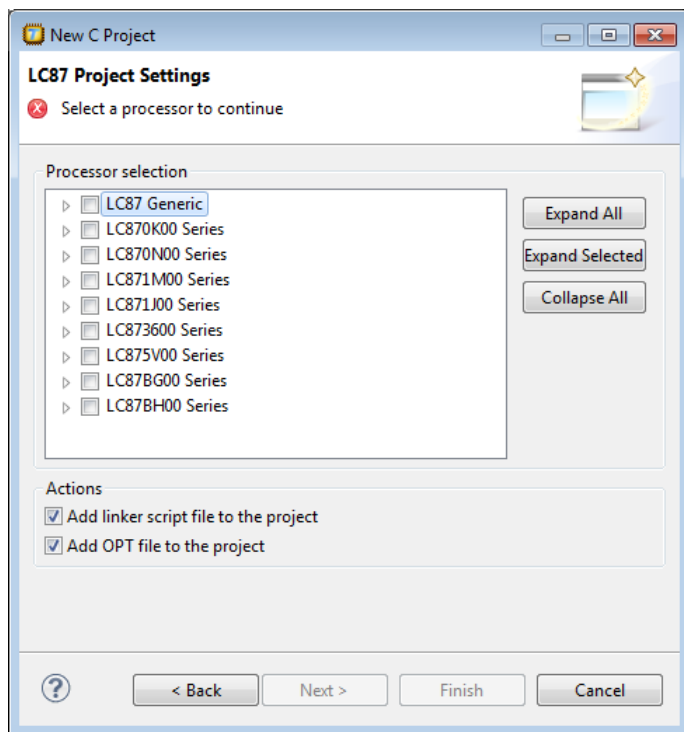 New C Project
LC87 Project Settings
Select a processor to continue
Processor selection
LC87 Generic
LC870K00 Series
LC870N00 Series
LC871M00 Series
LC871J00 Series
LC873600 Series
LC875V00 Series
LC87BG00 Series
LC87BH00 Series
Expand All
Expand Selected
Collapse All
Actions
Add linker script file to the project
Add OPT file to the project
?
< Back
Next >
Finish
Cancel